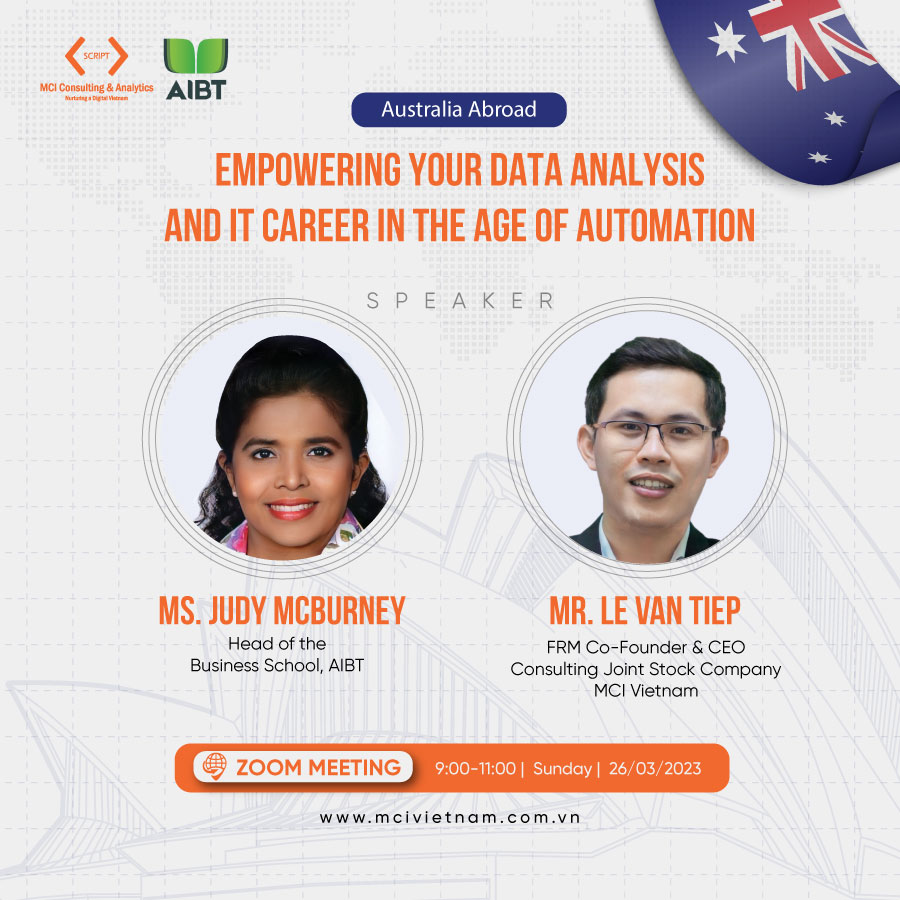 SCRIPT
MCI Consulting & Analytics
Nurturing a Digital Vietnam
AIBT
Australia Abroad
EMPOWERING YOUR DATA ANALYSIS
AND IT CAREER IN THE AGE OF AUTOMATION
SPEAKER
MS. JUDY MCBURNEY
Head of the
Business School, AIBT
MR. LE VAN TIEP
FRM Co-Founder & CEO
Consulting Joint Stock Company
MCI Vietnam
ZOOM MEETING 9:00-11:00 | Sunday | 26/03/2023
www.mcivietnam.com.vn